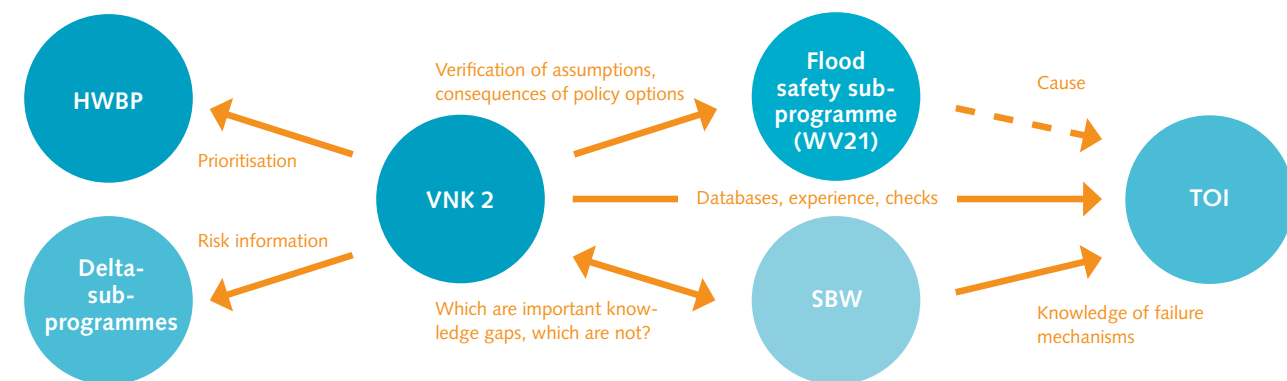 HWBP
Prioritisation
Risk information
Delta-
sub-
programmes
VNK 2
Verification of assumptions,
consequences of policy options
Databases, experience, checks
Which are important know-
ledge gaps, which are not?
Flood
safety sub-
programme
(WV21)
SBW
Cause
TOI
Knowledge of failure
mechanisms